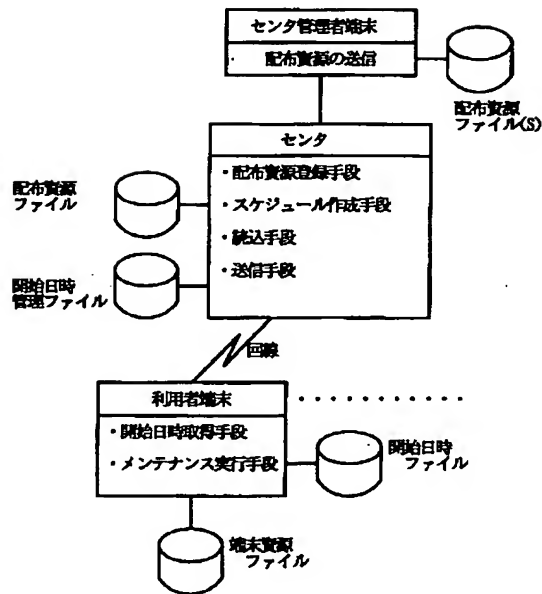 センタ管理者端末
配布資源の送信
配布資源
ファイル(S)
センタ
・配布資源登録手段
・スケジュール作成手段
・読込手段
・送信手段
配布資源
ファイル
開始日時
管理ファイル
回線
利用者端末
・開始日時取得手段
・メンテナンス実行手段
開始日時
ファイル
端末資源
ファイル